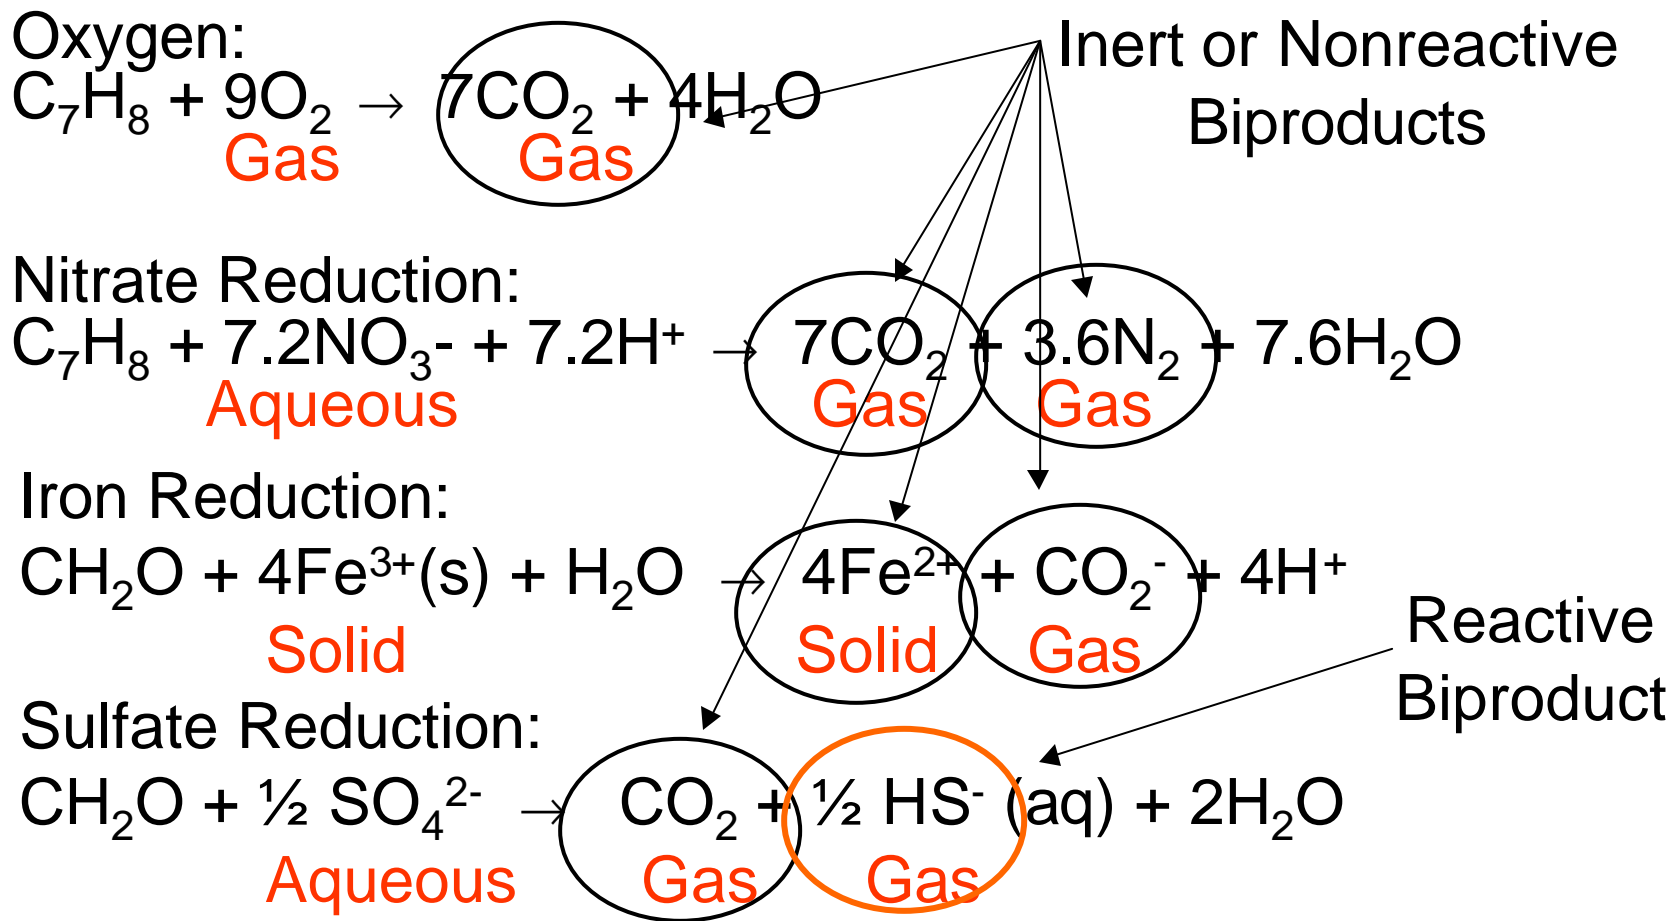 Oxygen:
C₇H₈ + 9O₂ → 7CO₂ + 4H₂O
Gas Gas
Inert or Nonreactive
Biproducts
Nitrate Reduction:
C₇H₈ + 7.2NO₃- + 7.2H⁺ → 7CO₂ + 3.6N₂ + 7.6H₂O
Aqueous Gas Gas
Iron Reduction:
CH₂O + 4Fe³⁺(s) + H₂O → 4Fe²⁺ + CO₂⁻ + 4H⁺
Solid Solid Gas
Reactive
Biproduct
Sulfate Reduction:
CH₂O + ½ SO₄²⁻ → CO₂ + ½ HS⁻ (aq) + 2H₂O
Aqueous Gas Gas